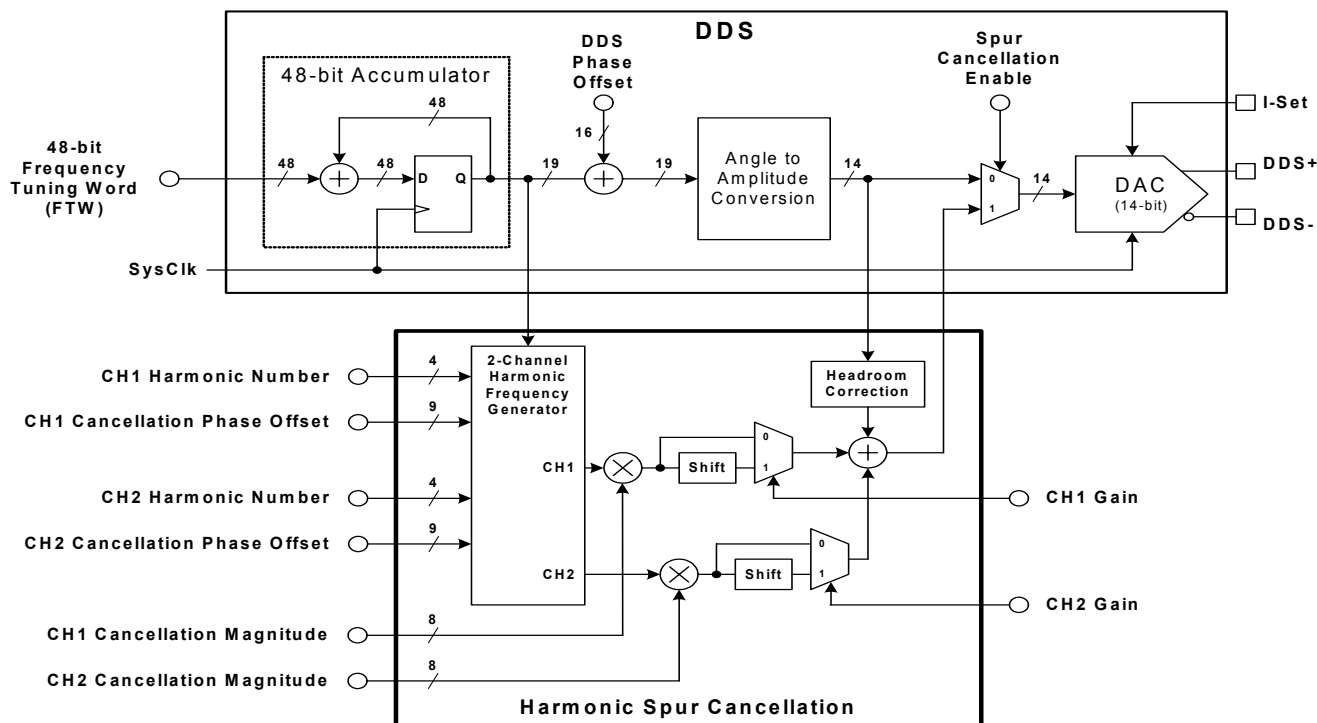 DDS
48-bit Accumulator
DDS
Phase
Offset
Spur
Cancellation
Enable
48-bit
Frequency
Tuning Word
(FTW)
48
48
48
D
Q
19
16
19
Angle to
Amplitude
Conversion
14
0
1
14
DAC
(14-bit)
I-Set
DDS+
DDS-
SysClk
CH1 Harmonic Number
4
CH1 Cancellation Phase Offset
9
CH2 Harmonic Number
4
CH2 Cancellation Phase Offset
9
2-Channel
Harmonic
Frequency
Generator
CH1
CH2
Headroom
Correction
Shift
0
1
Shift
0
1
CH1 Gain
CH2 Gain
CH1 Cancellation Magnitude
8
CH2 Cancellation Magnitude
8
Harmonic Spur Cancellation